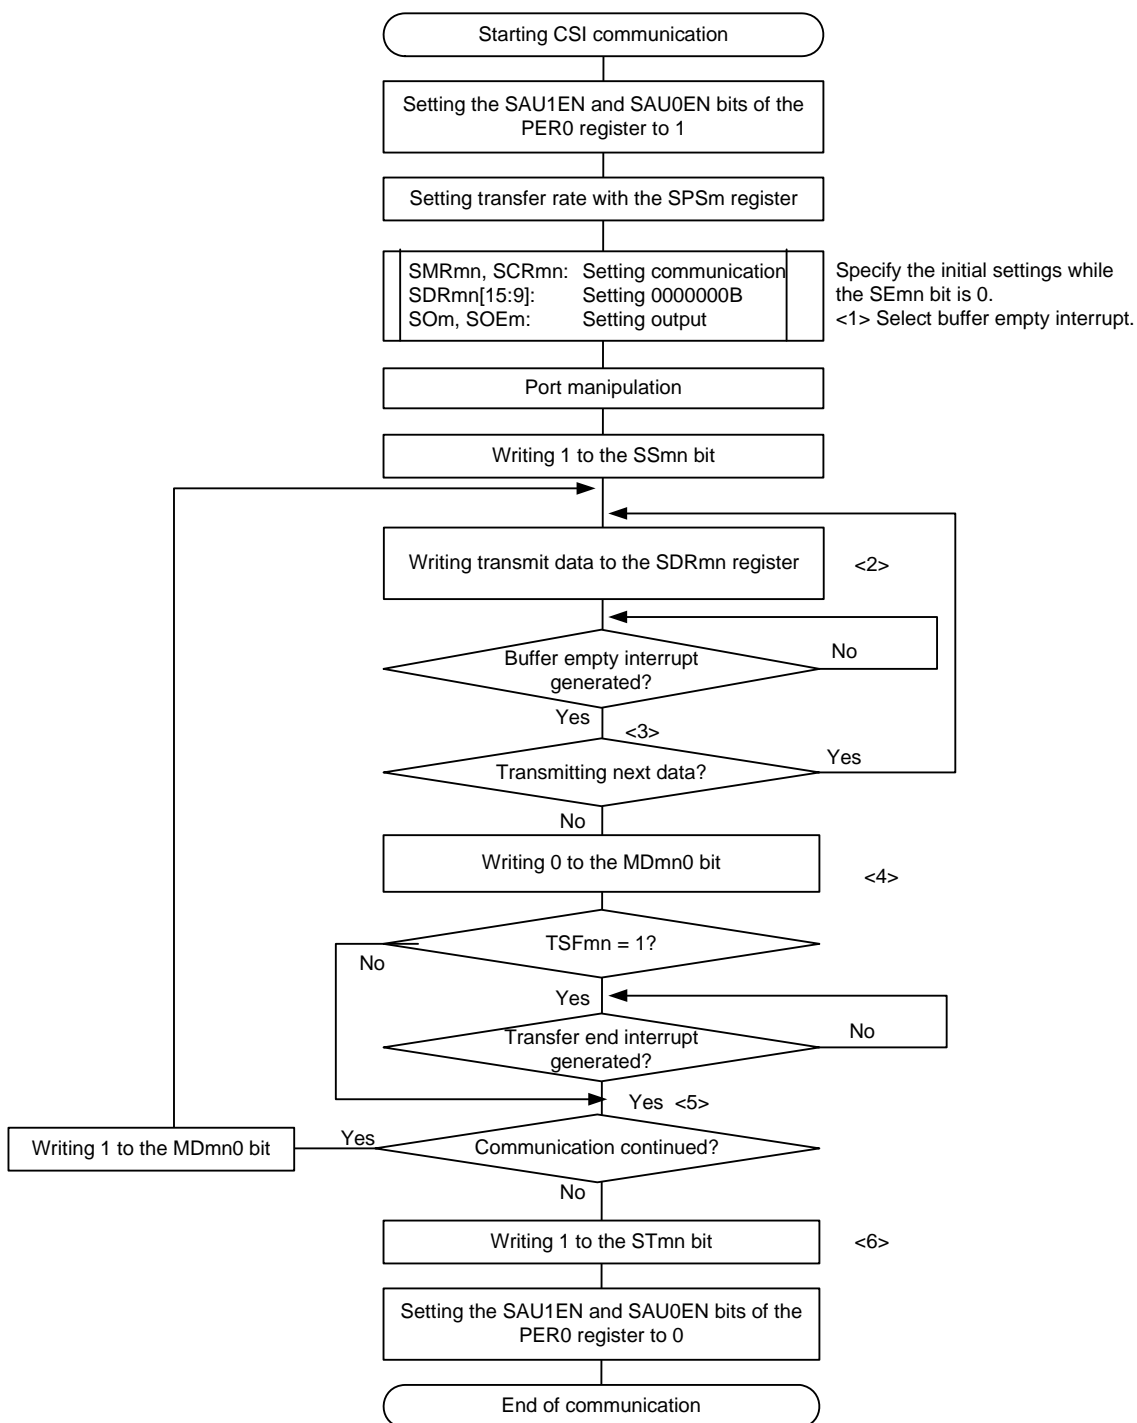 Starting CSI communication
Setting the SAU1EN and SAU0EN bits of the
PER0 register to 1
Setting transfer rate with the SPSm register
SMRmn, SCRmn: Setting communication
SDRmn[15:9]: Setting 0000000B
SOm, SOEm: Setting output
Specify the initial settings while
the SEmn bit is 0.
<1> Select buffer empty interrupt.
Port manipulation
Writing 1 to the SSmn bit
Writing transmit data to the SDRmn register
<2>
Buffer empty interrupt
generated?
No
Yes
<3>
Transmitting next data?
Yes
No
Writing 0 to the MDmn0 bit
<4>
TSFmn = 1?
No
Yes
Transfer end interrupt
generated?
No
Yes <5>
Writing 1 to the MDmn0 bit
Yes
Communication continued?
No
Writing 1 to the STmn bit
<6>
Setting the SAU1EN and SAU0EN bits of the
PER0 register to 0
End of communication